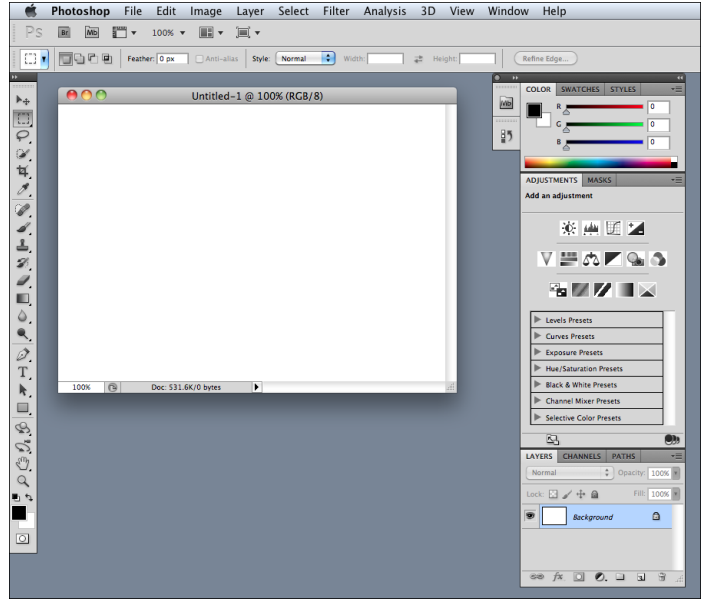 Photoshop File Edit Image Layer Select Filter Analysis 3D View Window Help
Ps Br Mb 100%
Feather: 0 px Anti-alias Style: Normal Width: Height: Refine Edge...
Untitled-1 @ 100% (RGB/8)
100% Doc: 531.6K/0 bytes
Mb
COLOR SWATCHES STYLES
R 0
G 0
B 0
ADJUSTMENTS MASKS
Add an adjustment
Levels Presets
Curves Presets
Exposure Presets
Hue/Saturation Presets
Black & White Presets
Channel Mixer Presets
Selective Color Presets
LAYERS CHANNELS PATHS
Normal Opacity: 100%
Lock: Fill: 100%
Background
fx
T